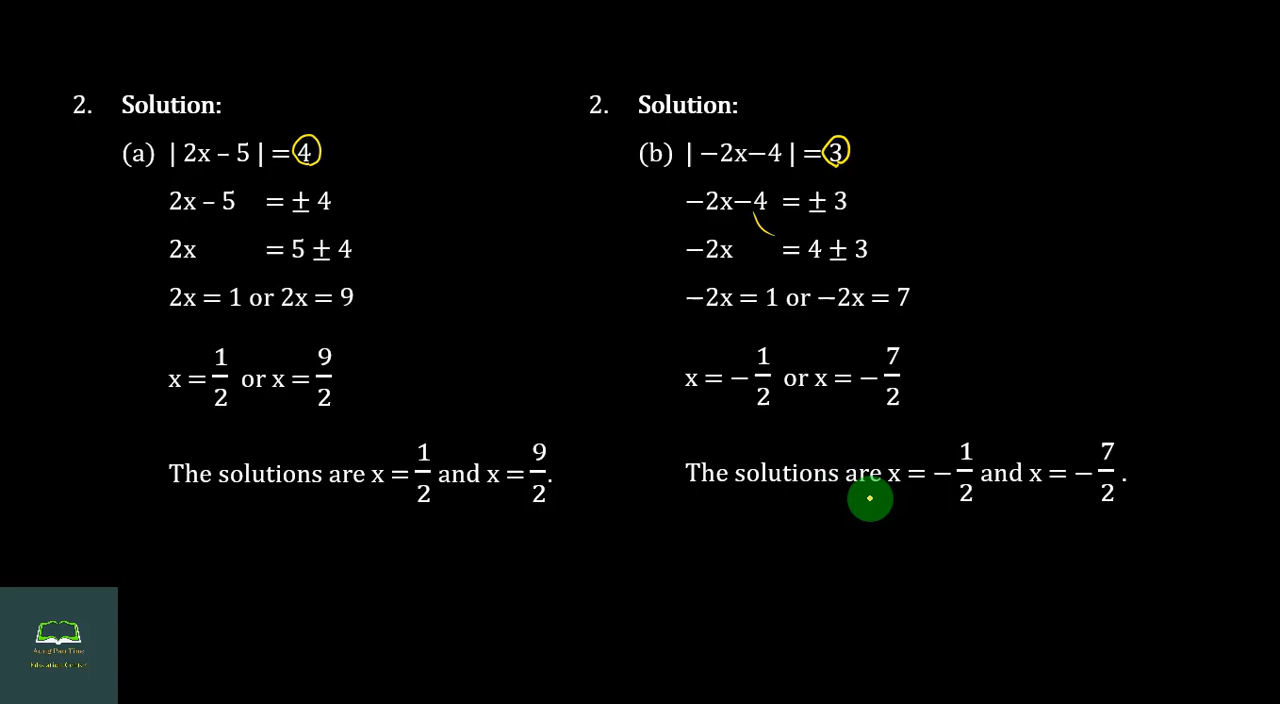 2. Solution:
(a) | 2x – 5 | = 4
2x – 5 = ± 4
2x = 5 ± 4
2x = 1 or 2x = 9
x = 1/2 or x = 9/2
The solutions are x = 1/2 and x = 9/2.
2. Solution:
(b) | −2x−4 | = 3
−2x−4 = ± 3
−2x = 4 ± 3
−2x = 1 or −2x = 7
x = − 1/2 or x = − 7/2
The solutions are x = − 1/2 and x = − 7/2 .
Education Center